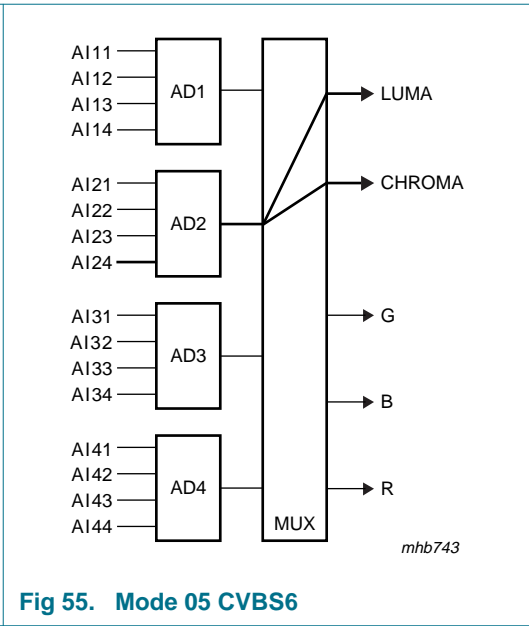 AI11
AI12
AI13
AI14
AD1
LUMA
CHROMA
AI21
AI22
AI23
AI24
AD2
AI31
AI32
AI33
AI34
AD3
G
B
AI41
AI42
AI43
AI44
AD4
R
MUX
mhb743
Fig 55. Mode 05 CVBS6